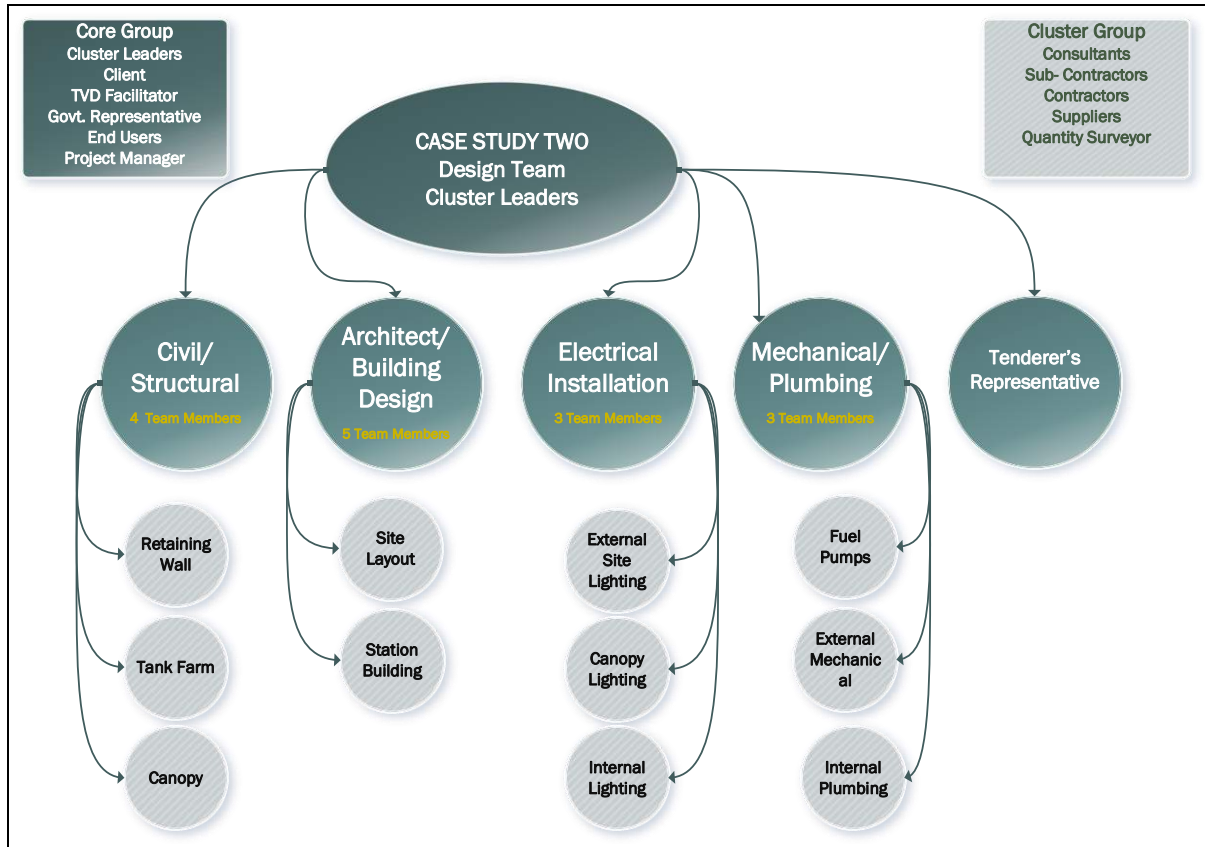 Core Group
Cluster Leaders
Client
TVD Facilitator
Govt. Representative
End Users
Project Manager
Cluster Group
Consultants
Sub- Contractors
Contractors
Suppliers
Quantity Surveyor
CASE STUDY TWO
Design Team
Cluster Leaders
Civil/
Structural
4 Team Members
Architect/
Building
Design
5 Team Members
Electrical
Installation
3 Team Members
Mechanical/
Plumbing
3 Team Members
Tenderer's
Representative
Retaining
Wall
Tank Farm
Canopy
Site
Layout
Station
Building
External
Site
Lighting
Canopy
Lighting
Internal
Lighting
Fuel
Pumps
External
Mechanic
al
Internal
Plumbing